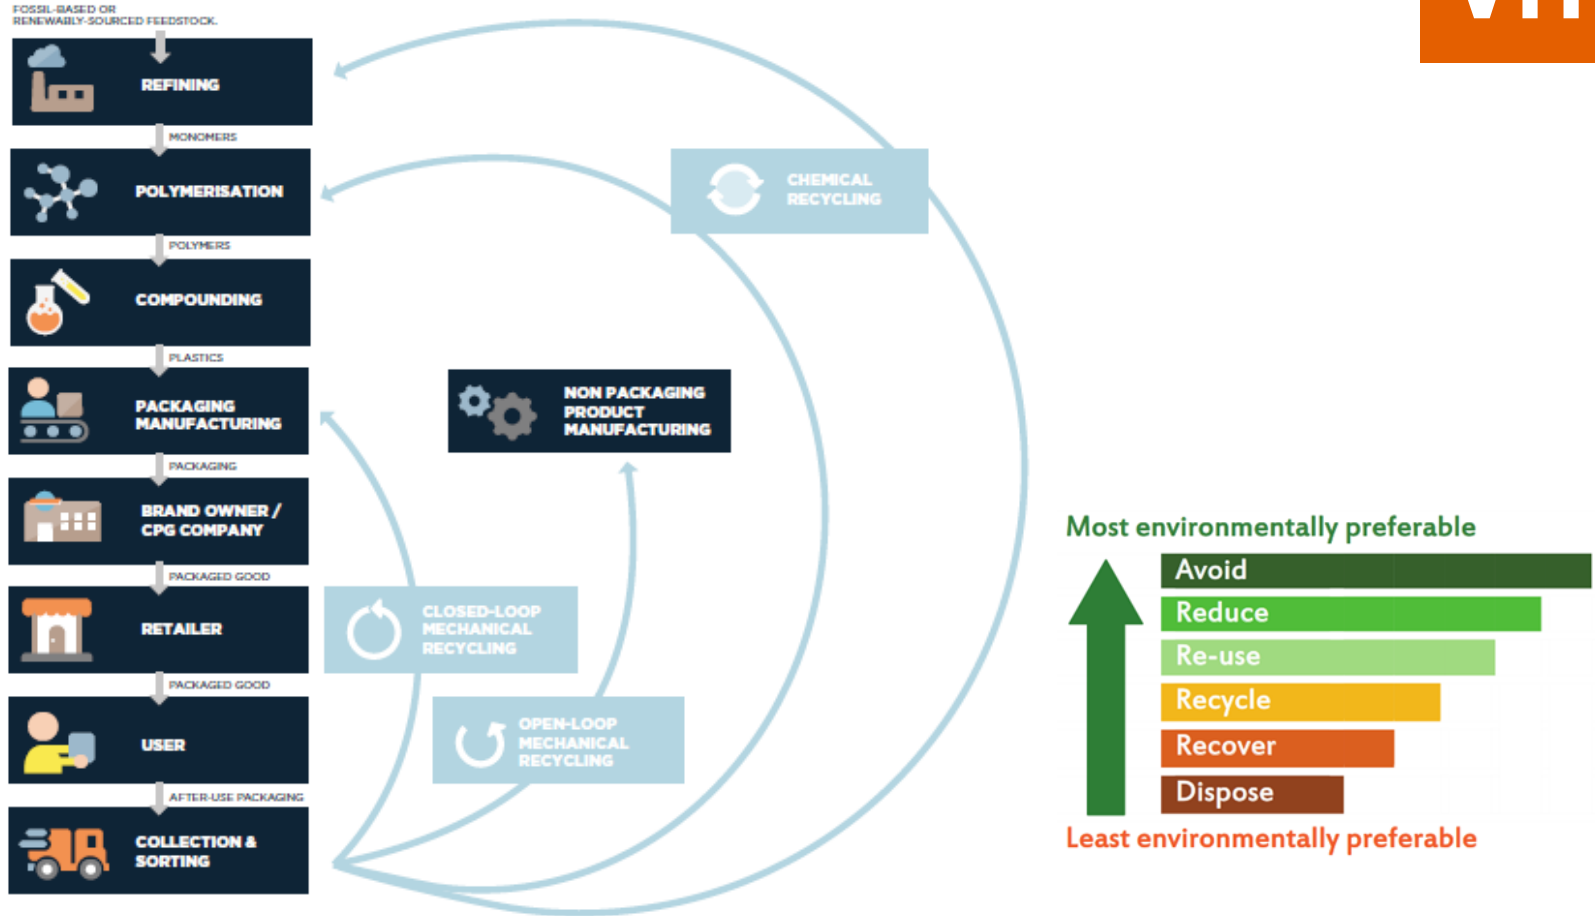 FOSSIL-BASED OR
RENEWABLY-SOURCED FEEDSTOCK.
REFINING
MONOMERS
POLYMERISATION
POLYMERS
COMPOUNDING
PLASTICS
PACKAGING
MANUFACTURING
PACKAGING
BRAND OWNER /
CPG COMPANY
PACKAGED GOOD
RETAILER
PACKAGED GOOD
USER
AFTER-USE PACKAGING
COLLECTION &
SORTING
CHEMICAL
RECYCLING
NON PACKAGING
PRODUCT
MANUFACTURING
CLOSED-LOOP
MECHANICAL
RECYCLING
OPEN-LOOP
MECHANICAL
RECYCLING
Most environmentally preferable
Avoid
Reduce
Re-use
Recycle
Recover
Dispose
Least environmentally preferable